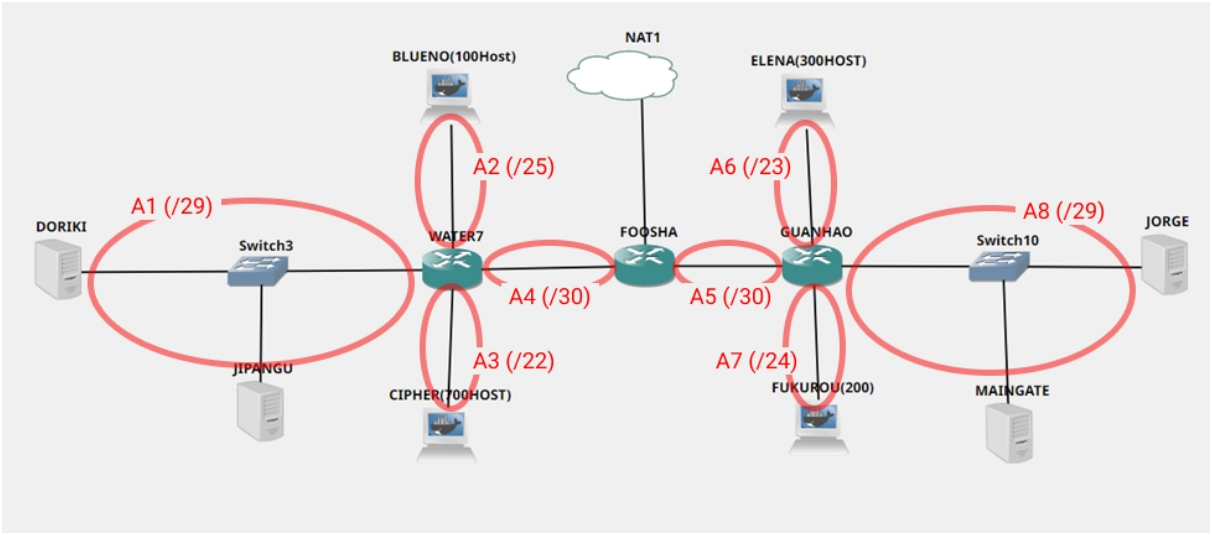 NAT1
BLUENO(100Host)
ELENA(300HOST)
A2 (/25)
A6 (/23)
A1 (/29)
A8 (/29)
DORIKI
Switch3
WATER7
FOOSHA
GUANHAO
Switch10
JORGE
A4 (/30)
A5 (/30)
A3 (/22)
A7 (/24)
JIPANGU
CIPHER(700HOST)
FUKUROU(200)
MAINGATE